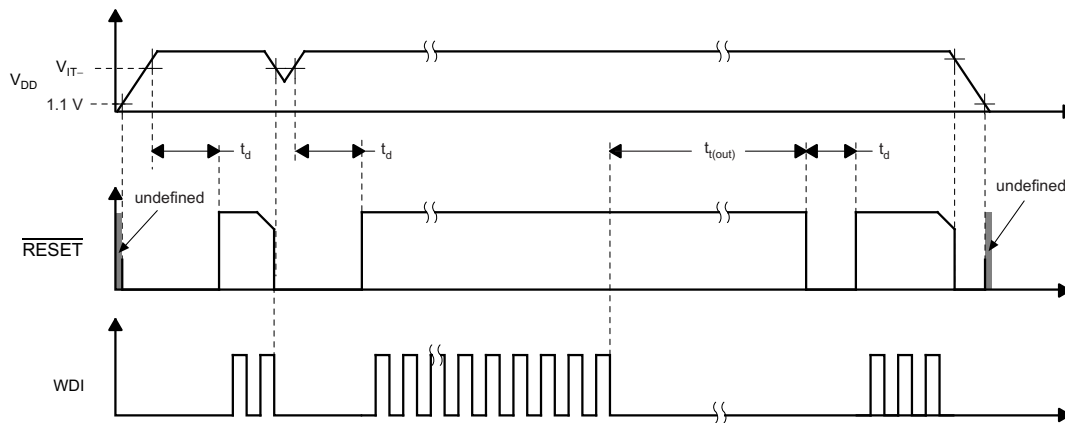 V_IT–
V_DD
1.1 V
t_d
t_d
t_t(out)
t_d
undefined
undefined
RESET
WDI